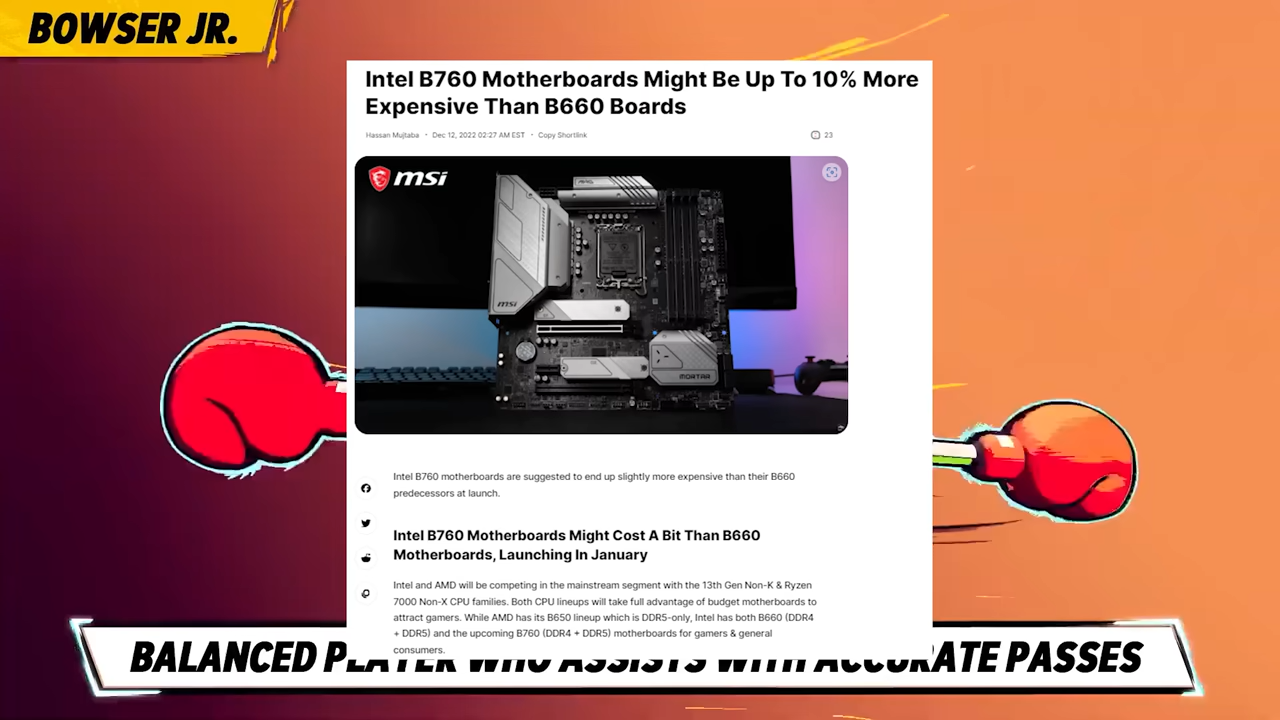 BOWSER JR.
Intel B760 Motherboards Might Be Up To 10% More
Expensive Than B660 Boards
Hassan Mujtaba • Dec 12, 2022 02:27 AM EST • Copy Shortlink
23
msi
msi
MORTAR
Intel B760 motherboards are suggested to end up slightly more expensive than their B660
predecessors at launch.
Intel B760 Motherboards Might Cost A Bit Than B660
Motherboards, Launching In January
Intel and AMD will be competing in the mainstream segment with the 13th Gen Non-K & Ryzen
7000 Non-X CPU families. Both CPU lineups will take full advantage of budget motherboards to
attract gamers. While AMD has its B650 lineup which is DDR5-only, Intel has both B660 (DDR4
+ DDR5) and the upcoming B760 (DDR4 + DDR5) motherboards for gamers & general
consumers.
BALANCED PLAYER WHO ASSISTS WITH ACCURATE PASSES